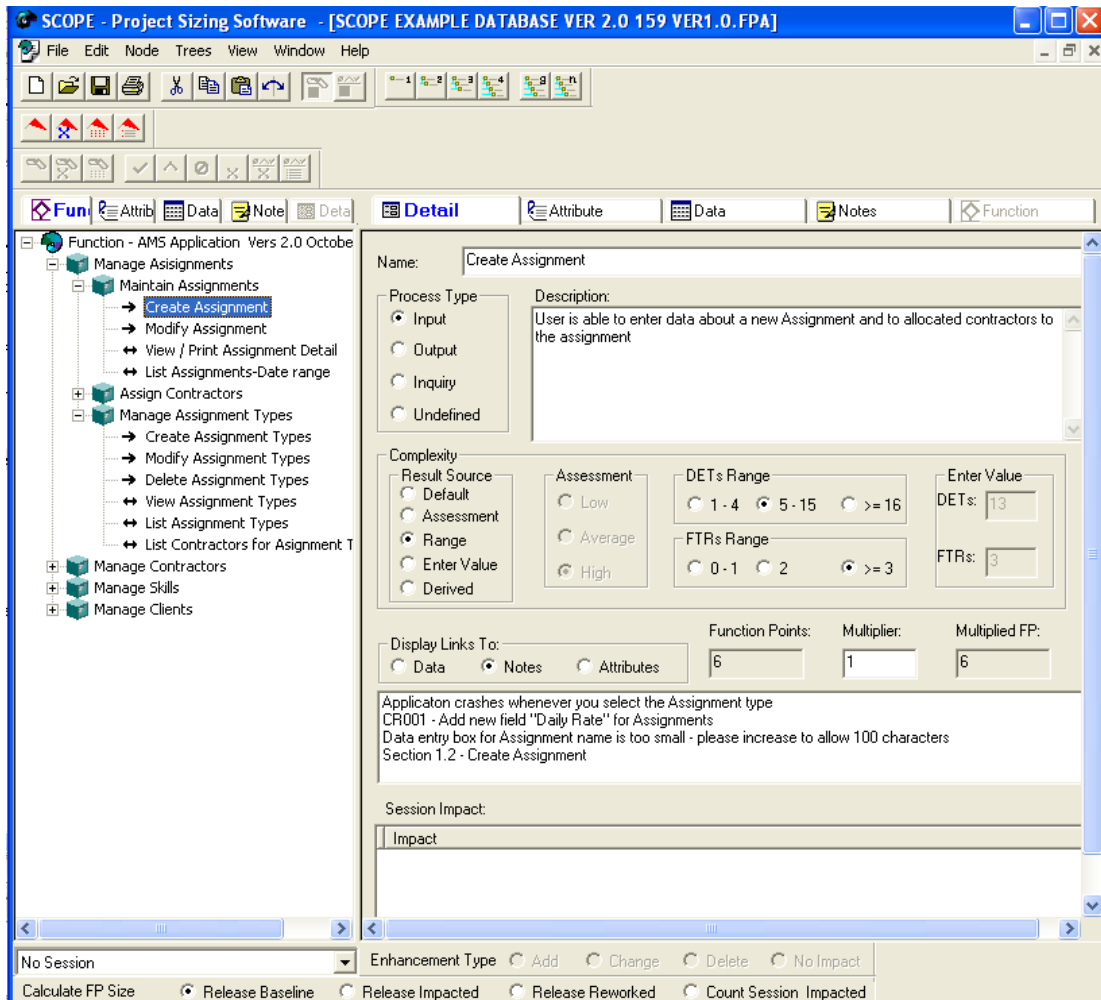 SCOPE - Project Sizing Software - [SCOPE EXAMPLE DATABASE VER 2.0 159 VER1.0.FPA]
File Edit Node Trees View Window Help
1 2 3 4 9 n
Fun Attrib Data Note Deta Detail Attribute Data Notes Function
Function - AMS Application Vers 2.0 Octobe
Manage Asisignments
Maintain Assignments
Create Assignment
Modify Assignment
View / Print Assignment Detail
List Assignments-Date range
Assign Contractors
Manage Assignment Types
Create Assignment Types
Modify Assignment Types
Delete Assignment Types
View Assignment Types
List Assignment Types
List Contractors for Asignment T
Manage Contractors
Manage Skills
Manage Clients
Name: Create Assignment
Process Type
Input
Output
Inquiry
Undefined
Description:
User is able to enter data about a new Assignment and to allocated contractors to
the assignment
Complexity
Result Source
Default
Assessment
Range
Enter Value
Derived
Assessment
Low
Average
High
DETs Range
1 - 4 5 - 15 >= 16
FTRs Range
0 - 1 2 >= 3
Enter Value
DETs: 13
FTRs: 3
Display Links To:
Data Notes Attributes
Function Points: Multiplier: Multiplied FP:
6 1 6
Applicaton crashes whenever you select the Assignment type
CR001 - Add new field "Daily Rate" for Assignments
Data entry box for Assignment name is too small - please increase to allow 100 characters
Section 1.2 - Create Assignment
Session Impact:
Impact
No Session Enhancement Type Add Change Delete No Impact
Calculate FP Size Release Baseline Release Impacted Release Reworked Count Session Impacted